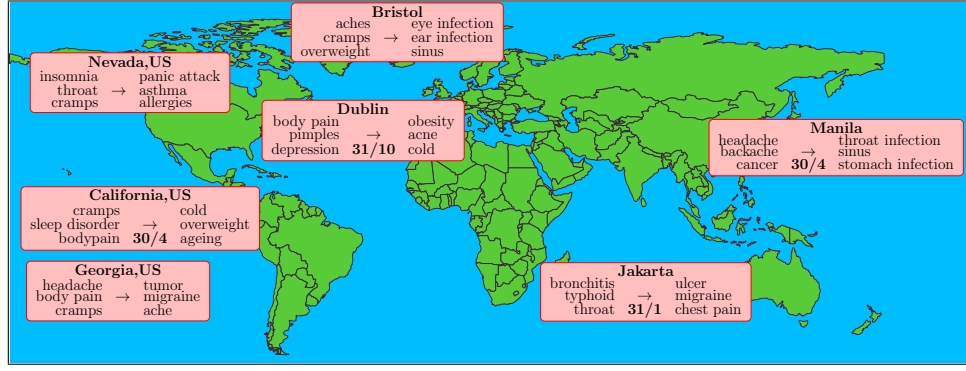 Bristol
aches eye infection
cramps → ear infection
overweight sinus
Nevada,US
insomnia panic attack
throat → asthma
cramps allergies
Dublin
body pain obesity
pimples → acne
depression 31/10 cold
Manila
headache throat infection
backache → sinus
cancer 30/4 stomach infection
California,US
cramps cold
sleep disorder → overweight
bodypain 30/4 ageing
Georgia,US
headache tumor
body pain → migraine
cramps ache
Jakarta
bronchitis ulcer
typhoid → migraine
throat 31/1 chest pain